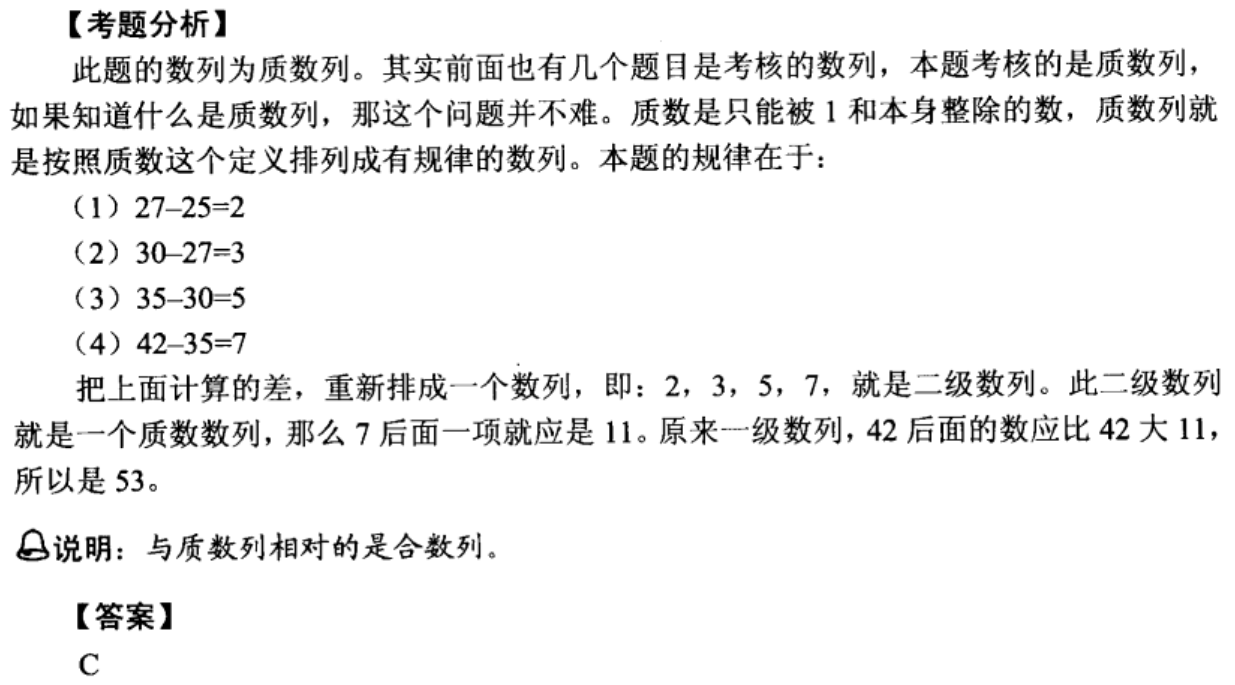 【考题分析】
此题的数列为质数列。其实前面也有几个题目是考核的数列，本题考核的是质数列，
如果知道什么是质数列，那这个问题并不难。质数是只能被 1 和本身整除的数，质数列就
是按照质数这个定义排列成有规律的数列。本题的规律在于：
（1）27–25=2
（2）30–27=3
（3）35–30=5
（4）42–35=7
把上面计算的差，重新排成一个数列，即：2，3，5，7，就是二级数列。此二级数列
就是一个质数数列，那么 7 后面一项就应是 11。原来一级数列，42 后面的数应比 42 大 11，
所以是 53。
说明：与质数列相对的是合数列。
【答案】
C